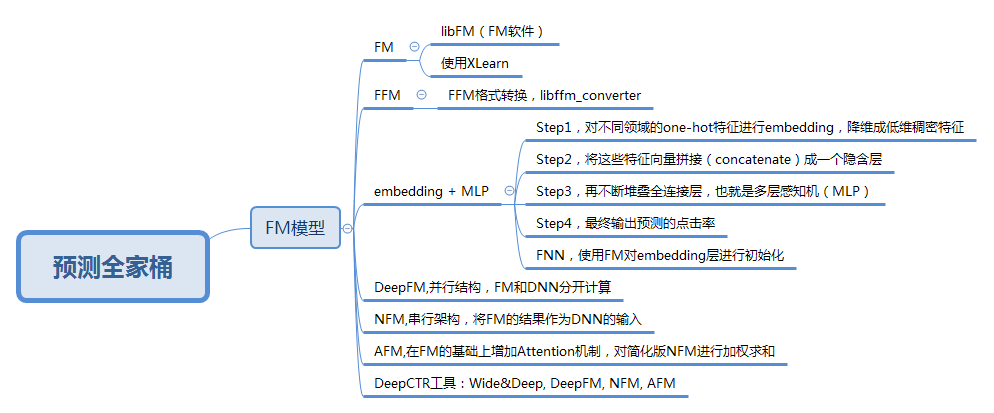 预测全家桶
FM模型
FM
libFM（FM软件）
使用XLearn
FFM
FFM格式转换，libffm_converter
embedding + MLP
Step1，对不同领域的one-hot特征进行embedding，降维成低维稠密特征
Step2，将这些特征向量拼接（concatenate）成一个隐含层
Step3，再不断堆叠全连接层，也就是多层感知机（MLP）
Step4，最终输出预测的点击率
FNN，使用FM对embedding层进行初始化
DeepFM,并行结构，FM和DNN分开计算
NFM,串行架构，将FM的结果作为DNN的输入
AFM,在FM的基础上增加Attention机制，对简化版NFM进行加权求和
DeepCTR工具：Wide&Deep, DeepFM, NFM, AFM